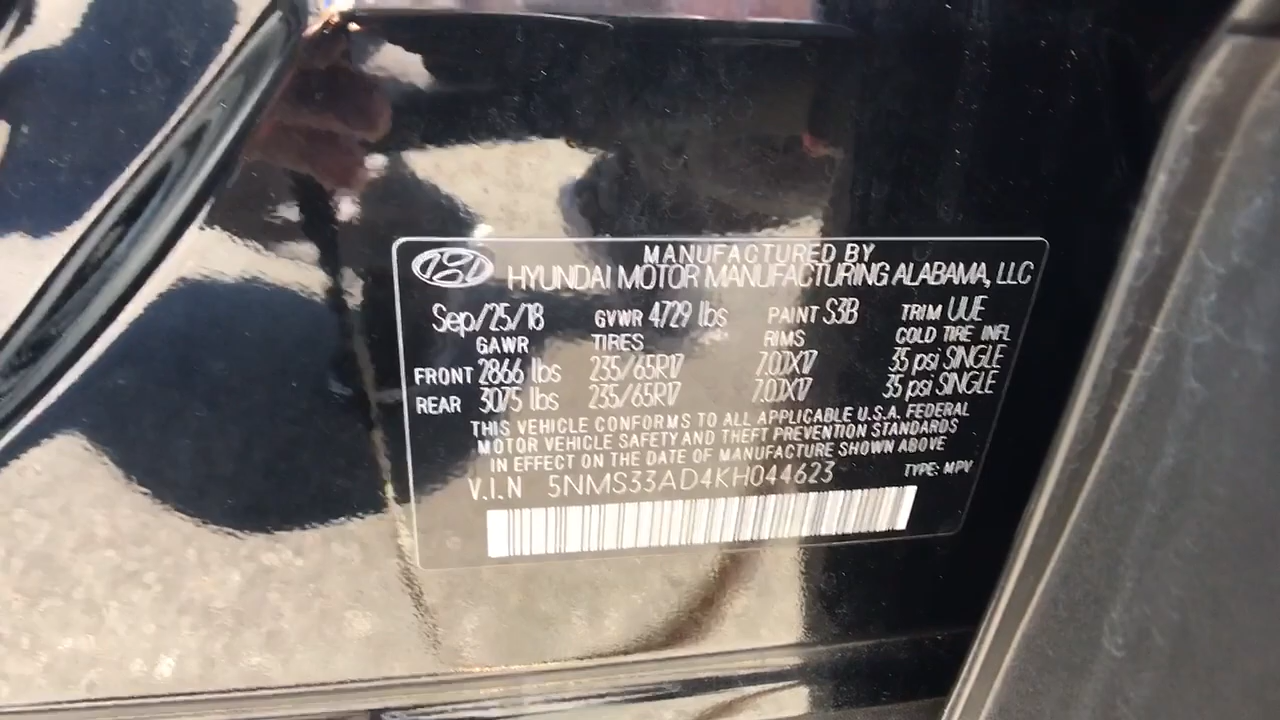 MANUFACTURED BY
HYUNDAI MOTOR MANUFACTURING ALABAMA, LLC
Sep/25/18 GVWR 4729 lbs PAINT S3B TRIM UUE
GAWR TIRES RIMS COLD TIRE INFL
FRONT 2866 lbs 235/65R17 7.0JX17 35 psi SINGLE
REAR 3075 lbs 235/65R17 7.0JX17 35 psi SINGLE
THIS VEHICLE CONFORMS TO ALL APPLICABLE U.S.A. FEDERAL
MOTOR VEHICLE SAFETY AND THEFT PREVENTION STANDARDS
IN EFFECT ON THE DATE OF MANUFACTURE SHOWN ABOVE
V.I.N 5NMS33AD4KH044623 TYPE: MPV